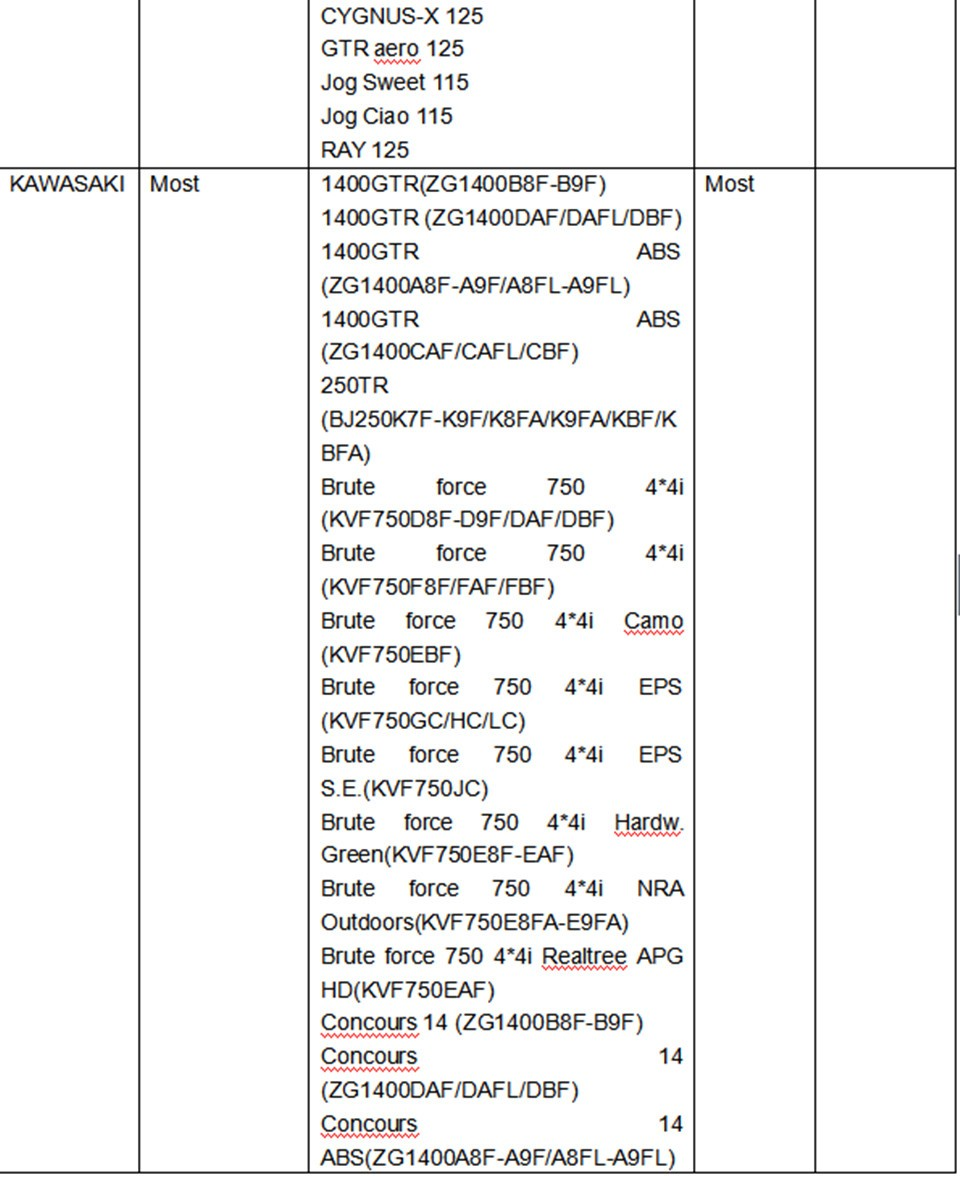 CYGNUS-X 125
GTR aero 125
Jog Sweet 115
Jog Ciao 115
RAY 125
KAWASAKI Most 1400GTR(ZG1400B8F-B9F) Most
1400GTR (ZG1400DAF/DAFL/DBF)
1400GTR ABS
(ZG1400A8F-A9F/A8FL-A9FL)
1400GTR ABS
(ZG1400CAF/CAFL/CBF)
250TR
(BJ250K7F-K9F/K8FA/K9FA/KBF/K
BFA)
Brute force 750 4*4i
(KVF750D8F-D9F/DAF/DBF)
Brute force 750 4*4i
(KVF750F8F/FAF/FBF)
Brute force 750 4*4i Camo
(KVF750EBF)
Brute force 750 4*4i EPS
(KVF750GC/HC/LC)
Brute force 750 4*4i EPS
S.E.(KVF750JC)
Brute force 750 4*4i Hardw.
Green(KVF750E8F-EAF)
Brute force 750 4*4i NRA
Outdoors(KVF750E8FA-E9FA)
Brute force 750 4*4i Realtree APG
HD(KVF750EAF)
Concours 14 (ZG1400B8F-B9F)
Concours 14
(ZG1400DAF/DAFL/DBF)
Concours 14
ABS(ZG1400A8F-A9F/A8FL-A9FL)